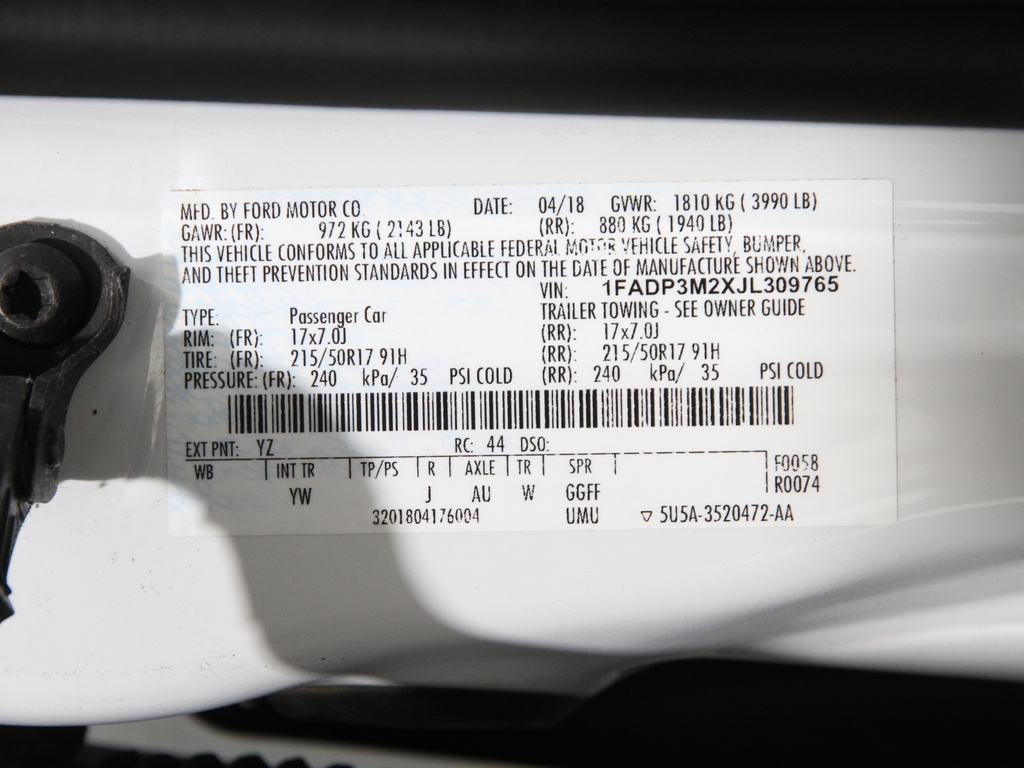 MFD. BY FORD MOTOR CO. DATE: 04/18 GVWR: 1810 KG ( 3990 LB)
GAWR: (FR): 972 KG ( 2143 LB) (RR): 880 KG ( 1940 LB)
THIS VEHICLE CONFORMS TO ALL APPLICABLE FEDERAL MOTOR VEHICLE SAFETY, BUMPER,
AND THEFT PREVENTION STANDARDS IN EFFECT ON THE DATE OF MANUFACTURE SHOWN ABOVE.
VIN: 1FADP3M2XJL309765
TYPE: Passenger Car TRAILER TOWING - SEE OWNER GUIDE
RIM: (FR): 17x7.0J (RR): 17x7.0J
TIRE: (FR): 215/50R17 91H (RR): 215/50R17 91H
PRESSURE: (FR): 240 kPa/ 35 PSI COLD (RR): 240 kPa/ 35 PSI COLD
EXT PNT: YZ RC: 44 DSO:
WB INT TR TP/PS R AXLE TR SPR F0058
YW J AU W GGFF R0074
3201804176004 UMU ▽ 5U5A-3520472-AA